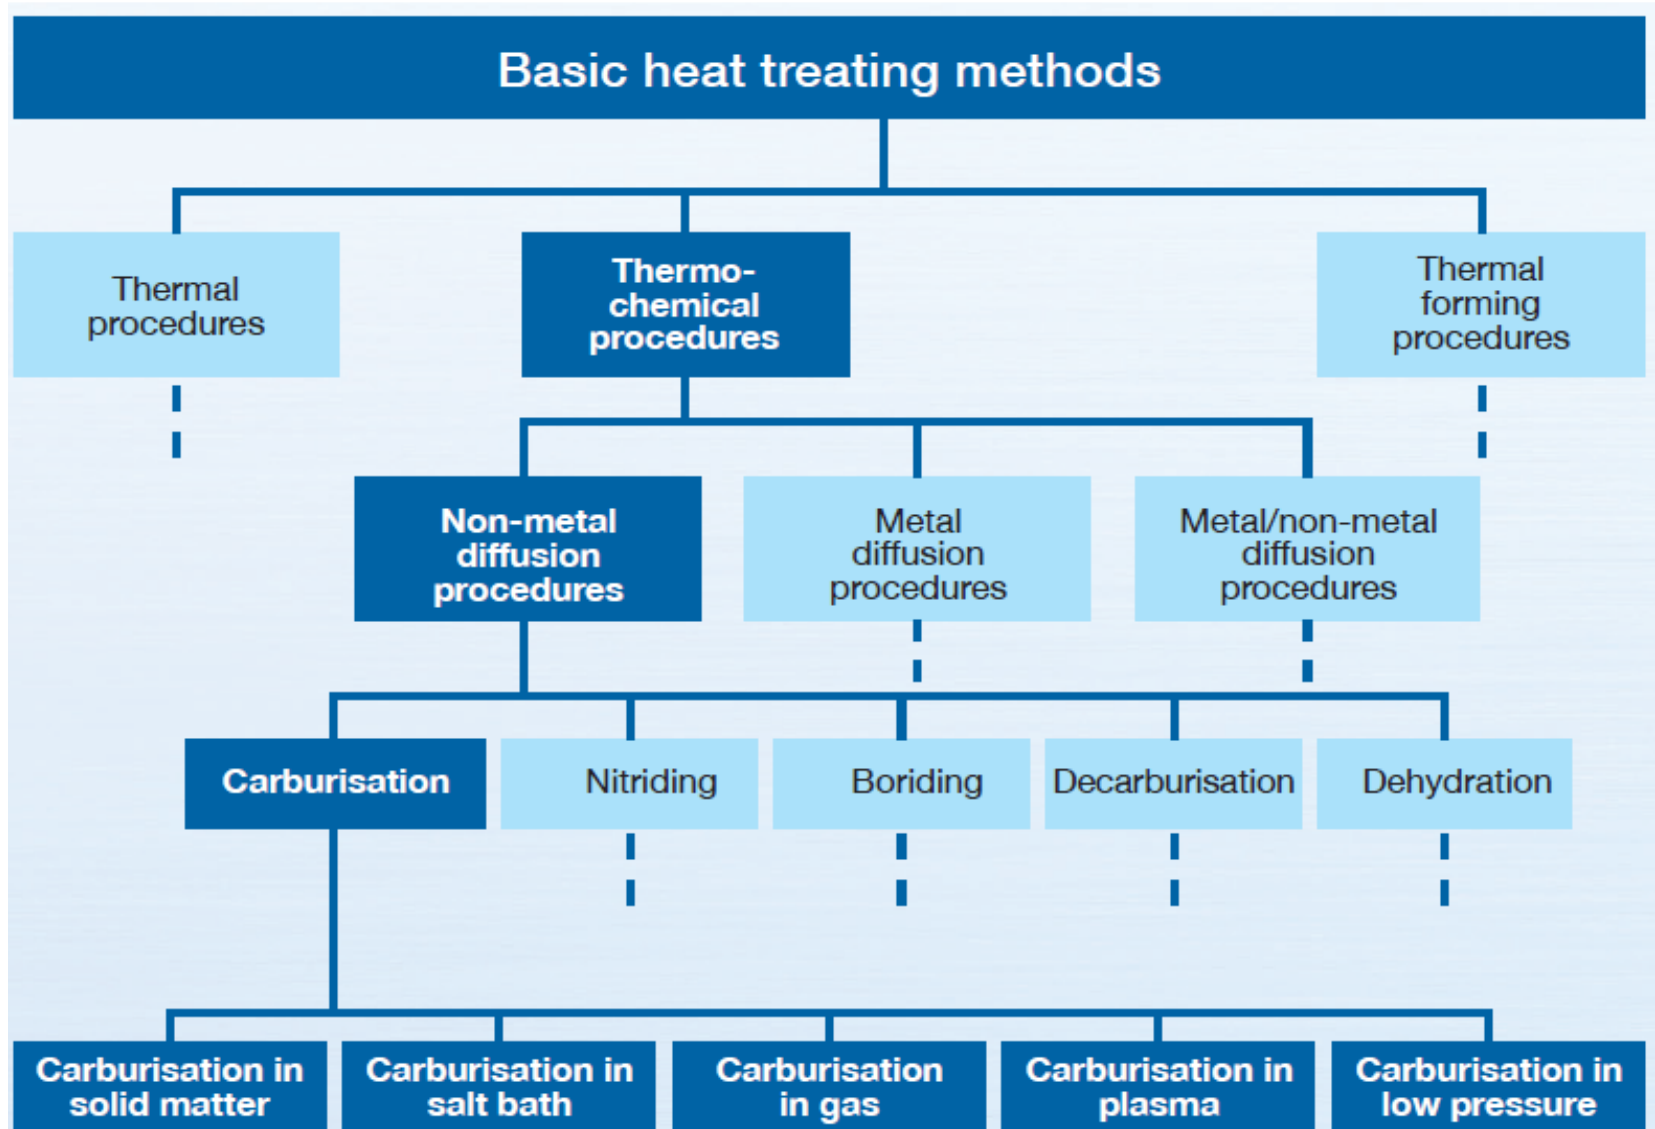 Basic heat treating methods
Thermal
procedures
Thermo-
chemical
procedures
Thermal
forming
procedures
Non-metal
diffusion
procedures
Metal
diffusion
procedures
Metal/non-metal
diffusion
procedures
Carburisation
Nitriding
Boriding
Decarburisation
Dehydration
Carburisation in
solid matter
Carburisation in
salt bath
Carburisation
in gas
Carburisation in
plasma
Carburisation in
low pressure